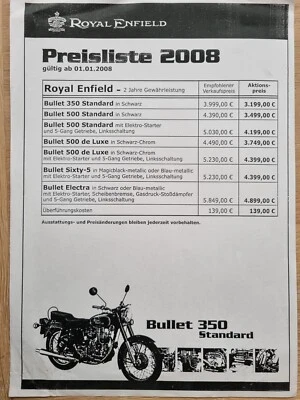 ROYAL ENFIELD
Preisliste 2008
gültig ab 01.01.2008
Royal Enfield – 2 Jahre Gewährleistung Empfohlener Verkaufspreis Aktions-preis
Bullet 350 Standard in Schwarz 3.999,00 € 3.199,00 €
Bullet 500 Standard in Schwarz 4.390,00 € 3.499,00 €
Bullet 500 Standard mit Elektro-Starter
und 5-Gang Getriebe, Linksschaltung 5.030,00 € 4.199,00 €
Bullet 500 de Luxe in Schwarz-Chrom 4.490,00 € 3.749,00 €
Bullet 500 de Luxe in Schwarz-Chrom
mit Elektro-Starter und 5-Gang Getriebe, Linksschaltung 5.230,00 € 4.399,00 €
Bullet Sixty-5 in Magicblack-metallic oder Blau-metallic
mit Elektro-Starter und 5-Gang Getriebe, Linksschaltung 5.230,00 € 4.399,00 €
Bullet Electra in Schwarz oder Blau-metallic
mit Elektro-Starter, Scheibenbremse, Gasdruck-Stoßdämpfer
und 5-Gang Getriebe, Linksschaltung 5.849,00 € 4.899,00 €
Überführungskosten 139,00 € 139,00 €
Ausstattungs- und Preisänderungen bleiben jederzeit vorbehalten.
Bullet 350
Standard